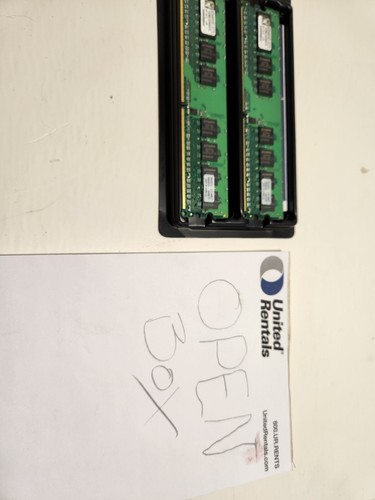 United
Rentals
800.UR.RENTS
UnitedRentals.com
OPEN
Box